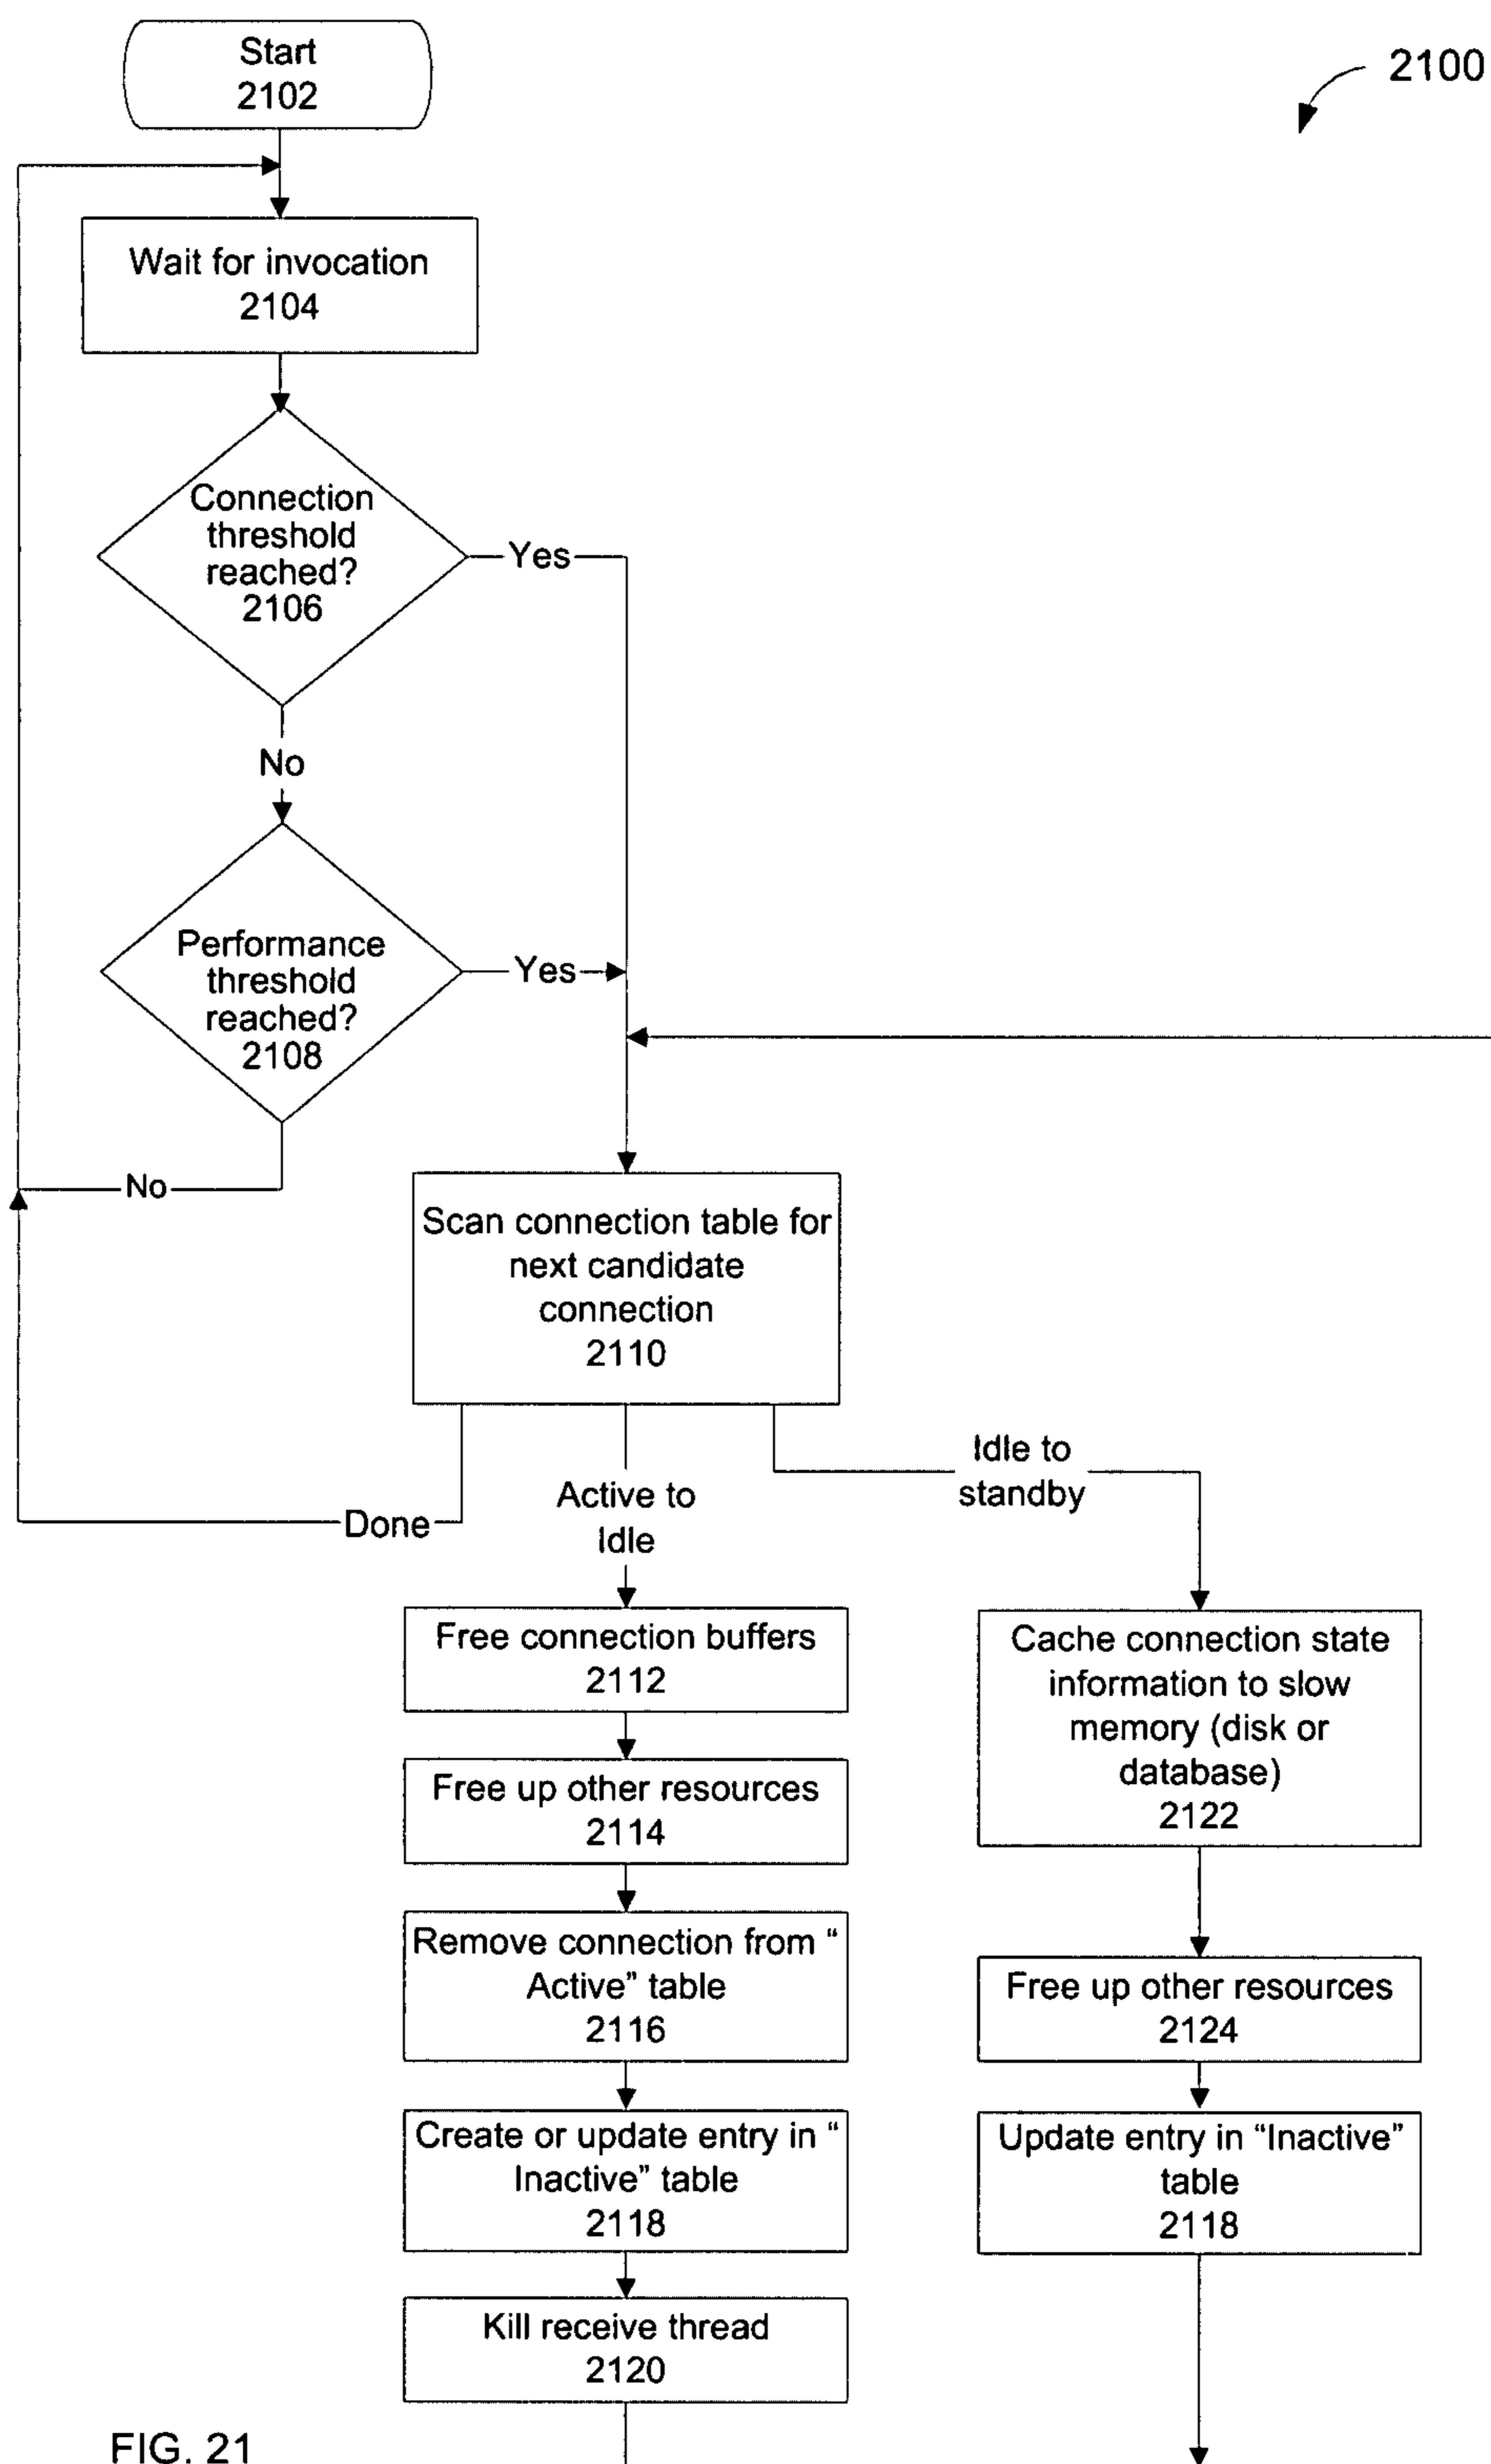 Start
2102
2100
Wait for invocation
2104
Connection
threshold
reached?
2106
Yes
No
Performance
threshold
reached?
2108
Yes
No
Scan connection table for
next candidate
connection
2110
Done
Active to
Idle
Idle to
standby
Free connection buffers
2112
Free up other resources
2114
Remove connection from “
Active” table
2116
Create or update entry in “
Inactive” table
2118
Kill receive thread
2120
Cache connection state
information to slow
memory (disk or
database)
2122
Free up other resources
2124
Update entry in “Inactive”
table
2118
FIG. 21